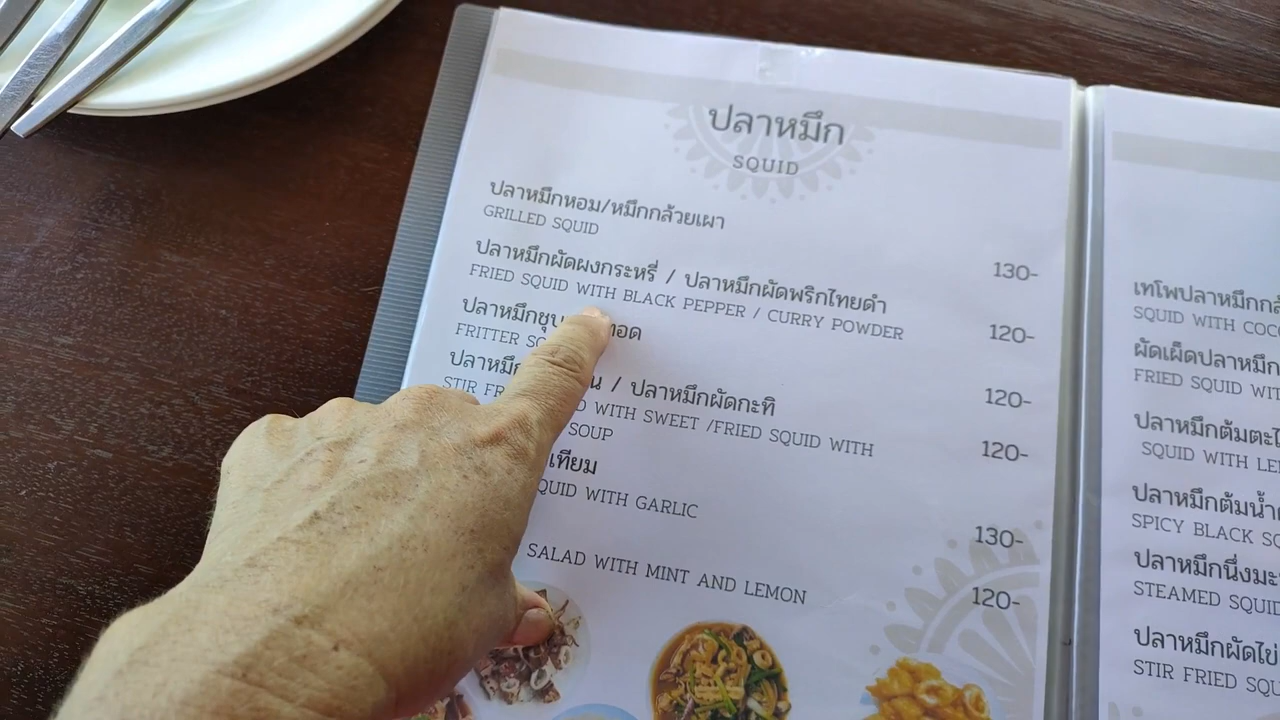 ปลาหมึก
SQUID
ปลาหมึกหอม/หมึกกล้วยเผา
GRILLED SQUID
130-
ปลาหมึกผัดผงกระหรี่ / ปลาหมึกผัดพริกไทยดำ
FRIED SQUID WITH BLACK PEPPER / CURRY POWDER
120-
ปลาหมึกชุบ ทอด
FRITTER
120-
ปลาหมึก / ปลาหมึกผัดกะทิ
STIR WITH SWEET /FRIED SQUID WITH
SOUP
120-
เทียม
SQUID WITH GARLIC
130-
SALAD WITH MINT AND LEMON
120-
เทโพปลาหมึก
SQUID WITH
ผัดเผ็ดปลาหมึก
FRIED SQUID
ปลาหมึกต้ม
SQUID WITH
ปลาหมึกต้มน้ำ
SPICY BLACK
ปลาหมึกนึ่ง
STEAMED SQUID
ปลาหมึกผัดไข่
STIR FRIED